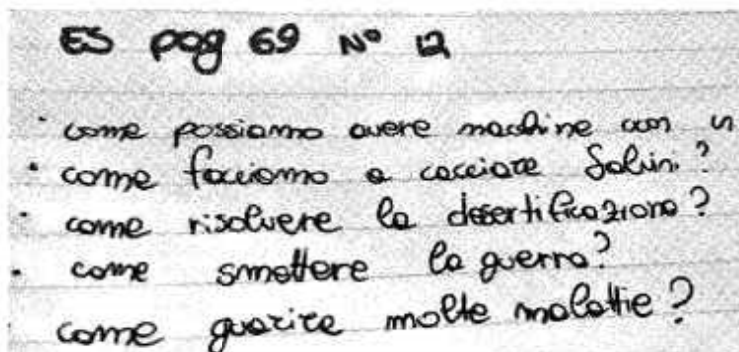 ES pag 69 N° 12
• come possiamo avere macchine con
• come facciamo a cacciare Salvini?
• come risolvere la desertificazione?
• come smettere la guerra?
come guarire molte malattie?